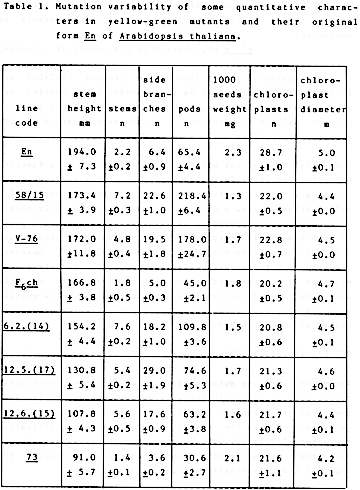 Table 1. Mutation variability of some quantitative charac-
ters in yellow-green mutants and their original
form En of Arabidopsis thaliana.
line code | stem height mm | stems n | side bran- ches n | pods n | 1000 seeds weight mg | chloro- plasts n | chloro- plast diameter m
En 194.0 2.2 6.4 65.4 2.3 28.7 5.0
± 7.3 ±0.2 ±0.9 ±4.4 ±1.0 ±0.1
58/15 173.4 7.2 22.6 218.4 1.3 22.0 4.4
± 3.9 ±0.3 ±1.0 ±6.4 ±0.5 ±0.0
V-76 172.0 4.8 19.5 178.0 1.7 22.8 4.5
±11.8 ±0.4 ±1.8 ±24.7 ±0.7 ±0.0
F6ch 166.8 1.8 5.0 45.0 1.8 20.2 4.7
± 3.8 ±0.5 ±0.3 ±2.1 ±0.5 ±0.1
6.2.(14) 154.2 7.6 18.2 109.8 1.5 20.8 4.5
± 4.4 ±0.2 ±1.0 ±3.6 ±0.6 ±0.1
12.5.(17) 130.8 5.4 29.0 74.6 1.7 21.3 4.6
± 5.4 ±0.2 ±1.9 ±5.3 ±0.6 ±0.0
12.6.(15) 107.8 5.6 17.6 63.2 1.6 21.7 4.4
± 4.3 ±0.5 ±0.9 ±3.8 ±0.6 ±0.1
73 91.0 1.4 3.6 30.6 2.1 21.6 4.2
± 5.7 ±0.1 ±0.2 ±2.7 ±1.1 ±0.1